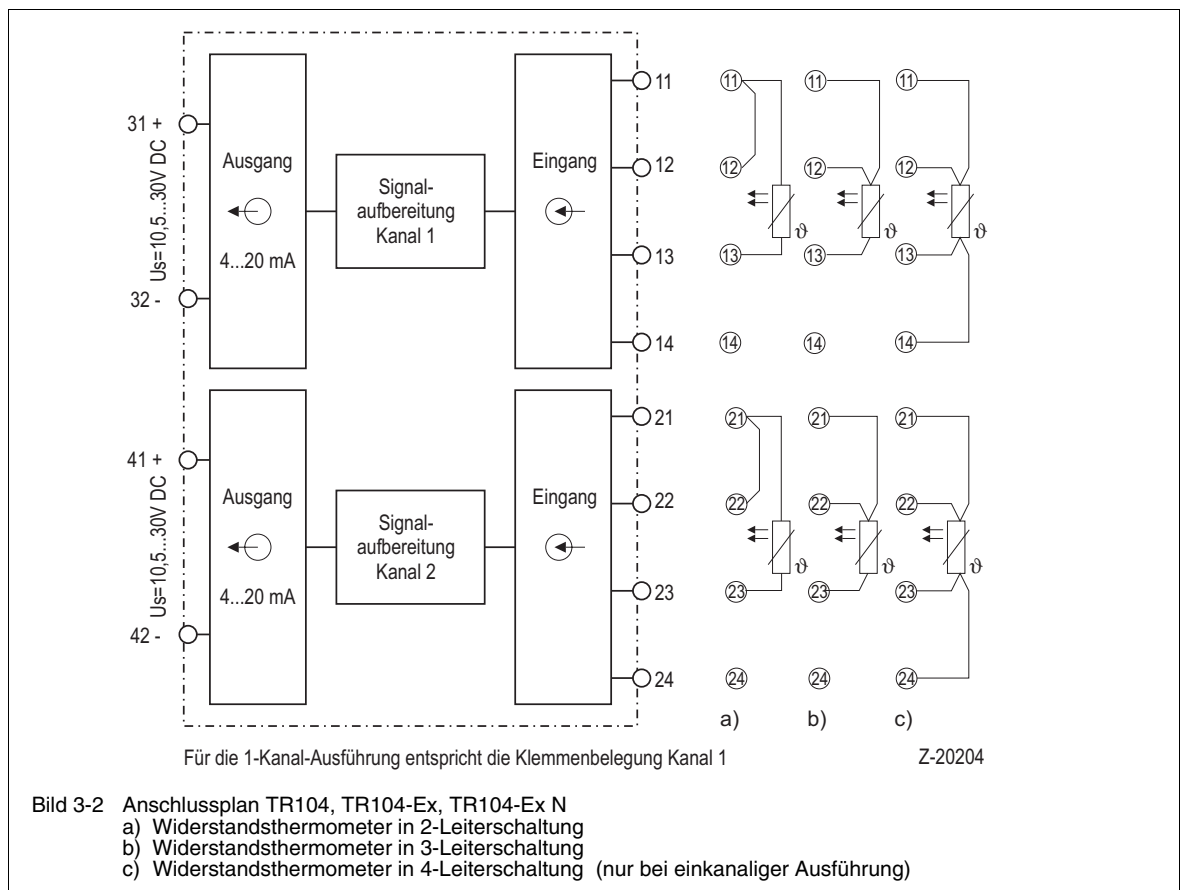 11
12
13
14
31 +
32 -
Us=10,5...30V DC
Ausgang
4...20 mA
Signal-
aufbereitung
Kanal 1
Eingang
11 11 11
12 12 12
ϑ ϑ ϑ
13 13 13
14 14 14
21
22
23
24
41 +
42 -
Us=10,5...30V DC
Ausgang
4...20 mA
Signal-
aufbereitung
Kanal 2
Eingang
21 21 21
22 22 22
ϑ ϑ ϑ
23 23 23
24 24 24
a) b) c)
Für die 1-Kanal-Ausführung entspricht die Klemmenbelegung Kanal 1
Z-20204
Bild 3-2 Anschlussplan TR104, TR104-Ex, TR104-Ex N
a) Widerstandsthermometer in 2-Leiterschaltung
b) Widerstandsthermometer in 3-Leiterschaltung
c) Widerstandsthermometer in 4-Leiterschaltung (nur bei einkanaliger Ausführung)